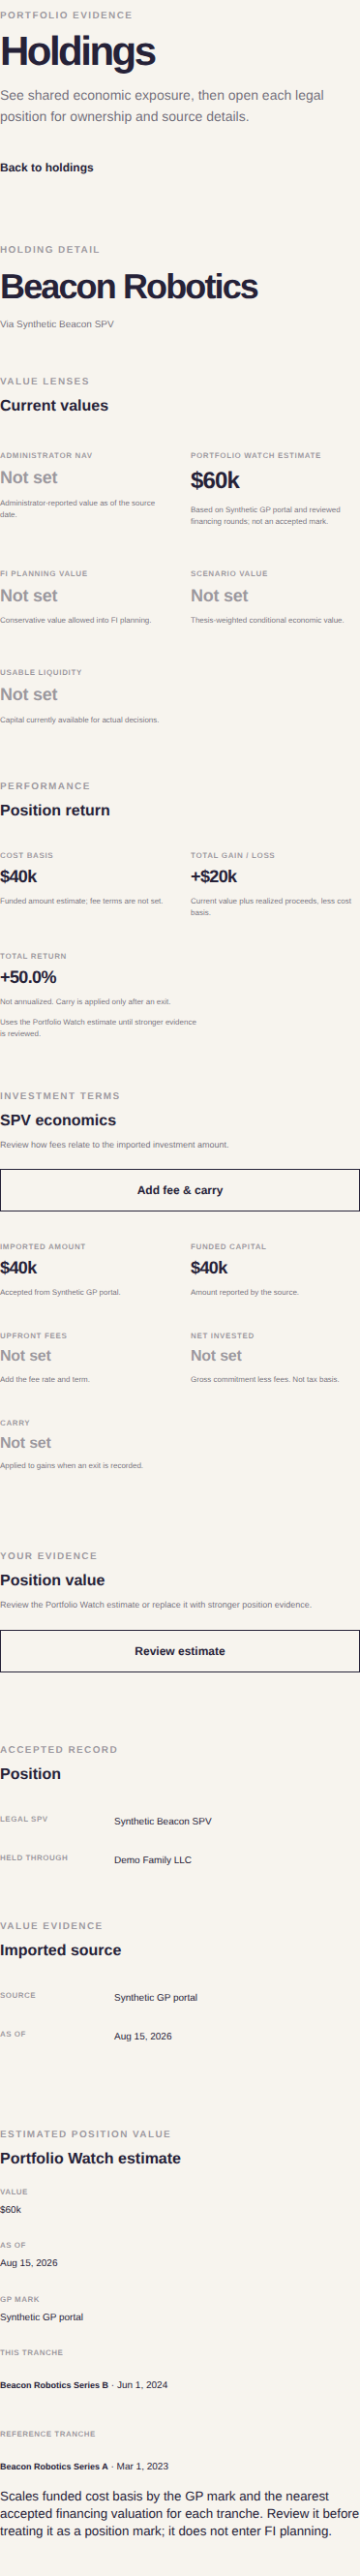 PORTFOLIO EVIDENCE
Holdings
See shared economic exposure, then open each legal
position for ownership and source details.
Back to holdings
HOLDING DETAIL
Beacon Robotics
Via Synthetic Beacon SPV
VALUE LENSES
Current values
ADMINISTRATOR NAV
Not set
Administrator-reported value as of the source
date.
PORTFOLIO WATCH ESTIMATE
$60k
Based on Synthetic GP portal and reviewed
financing rounds; not an accepted mark.
FI PLANNING VALUE
Not set
Conservative value allowed into FI planning.
SCENARIO VALUE
Not set
Thesis-weighted conditional economic value.
USABLE LIQUIDITY
Not set
Capital currently available for actual decisions.
PERFORMANCE
Position return
COST BASIS
$40k
Funded amount estimate; fee terms are not set.
TOTAL GAIN / LOSS
+$20k
Current value plus realized proceeds, less cost
basis.
TOTAL RETURN
+50.0%
Not annualized. Carry is applied only after an exit.
Uses the Portfolio Watch estimate until stronger evidence
is reviewed.
INVESTMENT TERMS
SPV economics
Review how fees relate to the imported investment amount.
Add fee & carry
IMPORTED AMOUNT
$40k
Accepted from Synthetic GP portal.
FUNDED CAPITAL
$40k
Amount reported by the source.
UPFRONT FEES
Not set
Add the fee rate and term.
NET INVESTED
Not set
Gross commitment less fees. Not tax basis.
CARRY
Not set
Applied to gains when an exit is recorded.
YOUR EVIDENCE
Position value
Review the Portfolio Watch estimate or replace it with stronger position evidence.
Review estimate
ACCEPTED RECORD
Position
LEGAL SPV
Synthetic Beacon SPV
HELD THROUGH
Demo Family LLC
VALUE EVIDENCE
Imported source
SOURCE
Synthetic GP portal
AS OF
Aug 15, 2026
ESTIMATED POSITION VALUE
Portfolio Watch estimate
VALUE
$60k
AS OF
Aug 15, 2026
GP MARK
Synthetic GP portal
THIS TRANCHE
Beacon Robotics Series B · Jun 1, 2024
REFERENCE TRANCHE
Beacon Robotics Series A · Mar 1, 2023
Scales funded cost basis by the GP mark and the nearest
accepted financing valuation for each tranche. Review it before
treating it as a position mark; it does not enter FI planning.